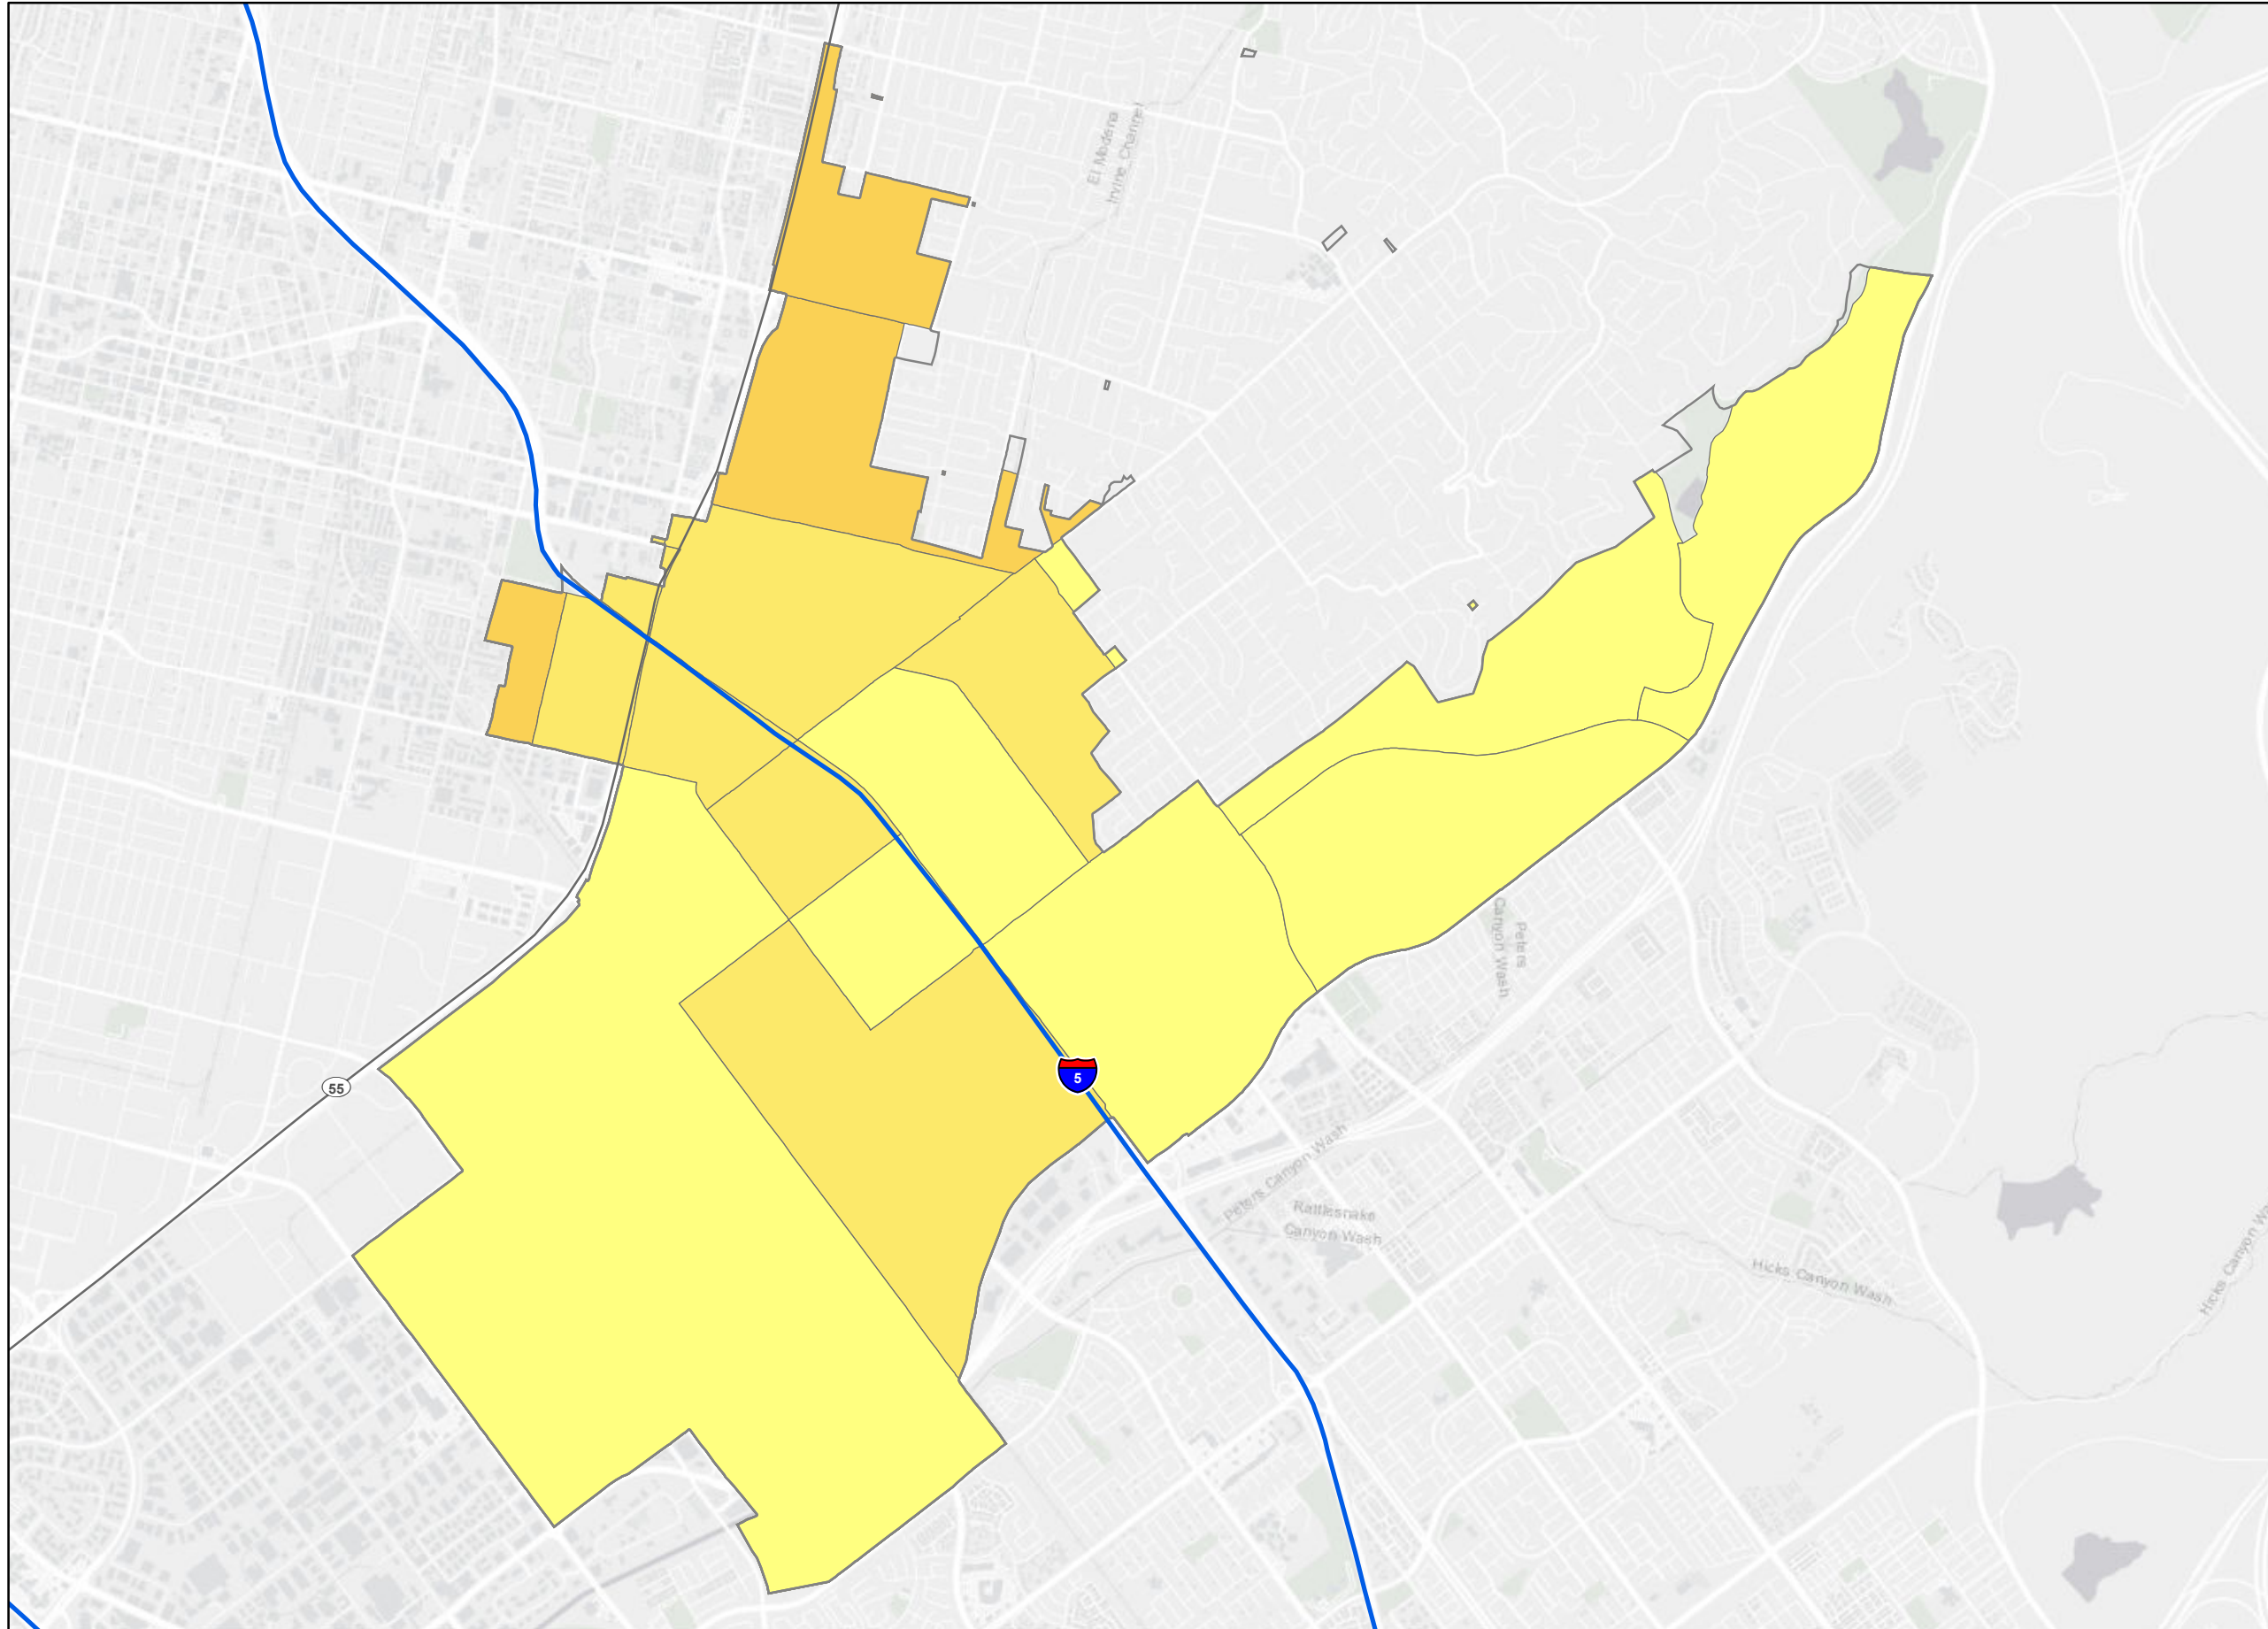 El Modena
Irvine Channel
Peters
Canyon Wash
55
5
Peters Canyon Wash
Rattlesnake
Canyon Wash
Hicks Canyon Wash
Hicks Canyon Wa